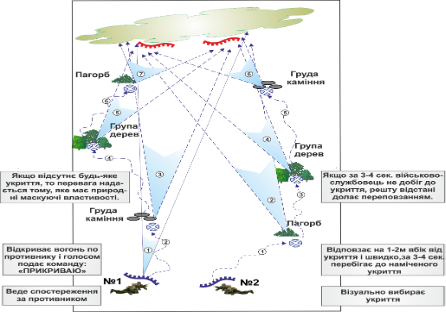 Пагорб
Груда
каміння
Група
дерев
Група
дерев
Якщо відсутнє будь-яке
укриття, то перевага нада-
ється тому, яке має природ-
ні маскуючі властивості.
Якщо за 3-4 сек. військово-
службовець не добіг до
укриття, решту відстані
долає переповзанням.
Груда
каміння
Пагорб
Відкриває вогонь по
противнику і голосом
подає команду:
«ПРИКРИВАЮ»
Відповзає на 1-2м вбік від
укриття і швидко,за 3-4 сек.
перебігає до наміченого
укриття
№1
№2
Веде спостереження
за противником
Візуально вибирає
укриття